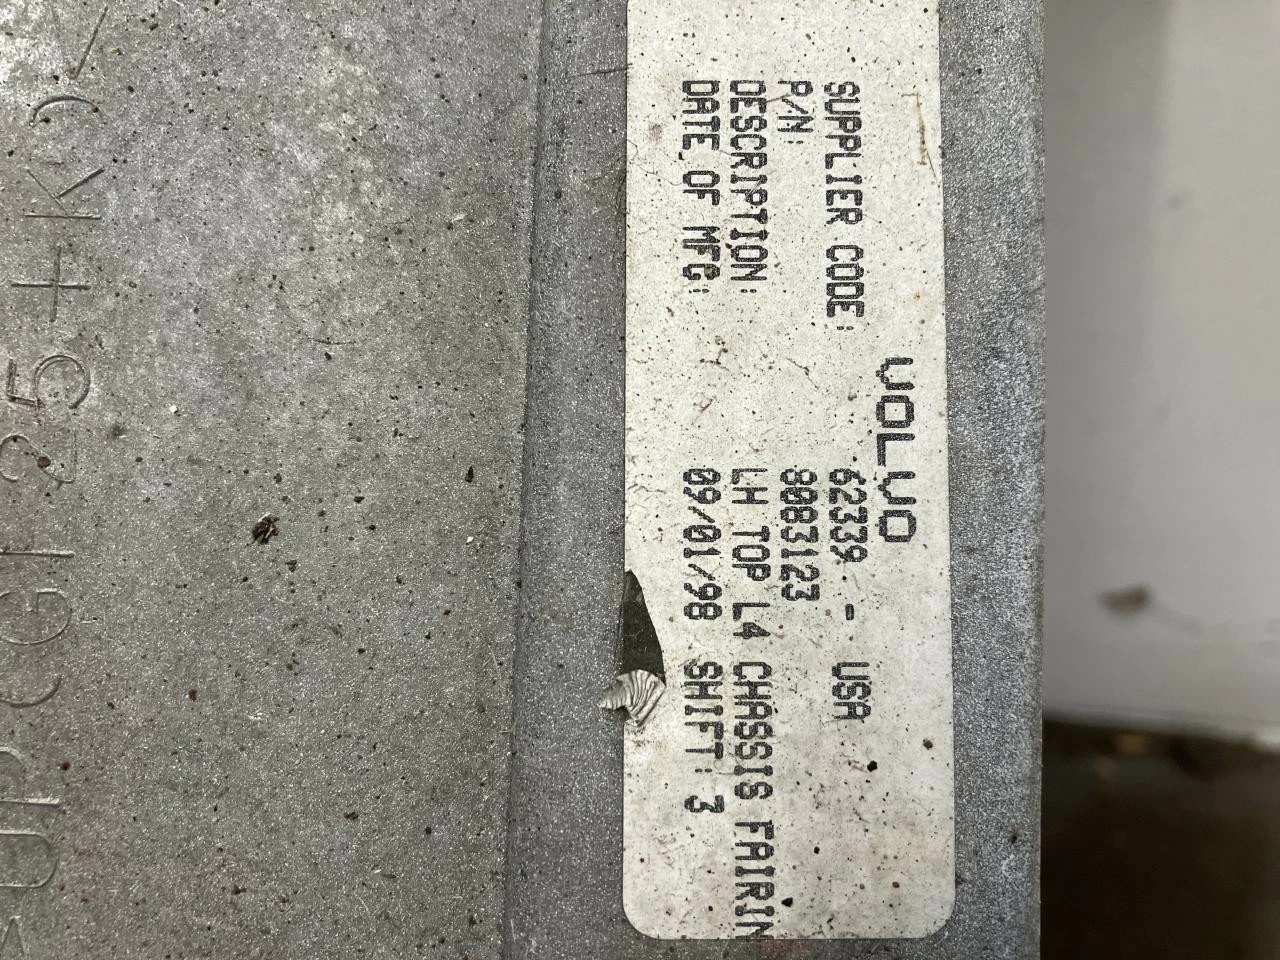 VOLVO
SUPPLIER CODE: 62339 - USA
P/N: 8083123
DESCRIPTION: LH TOP L4 CHASSIS FAIRIN
DATE OF MFG: 09/01/98 SHIFT: 3